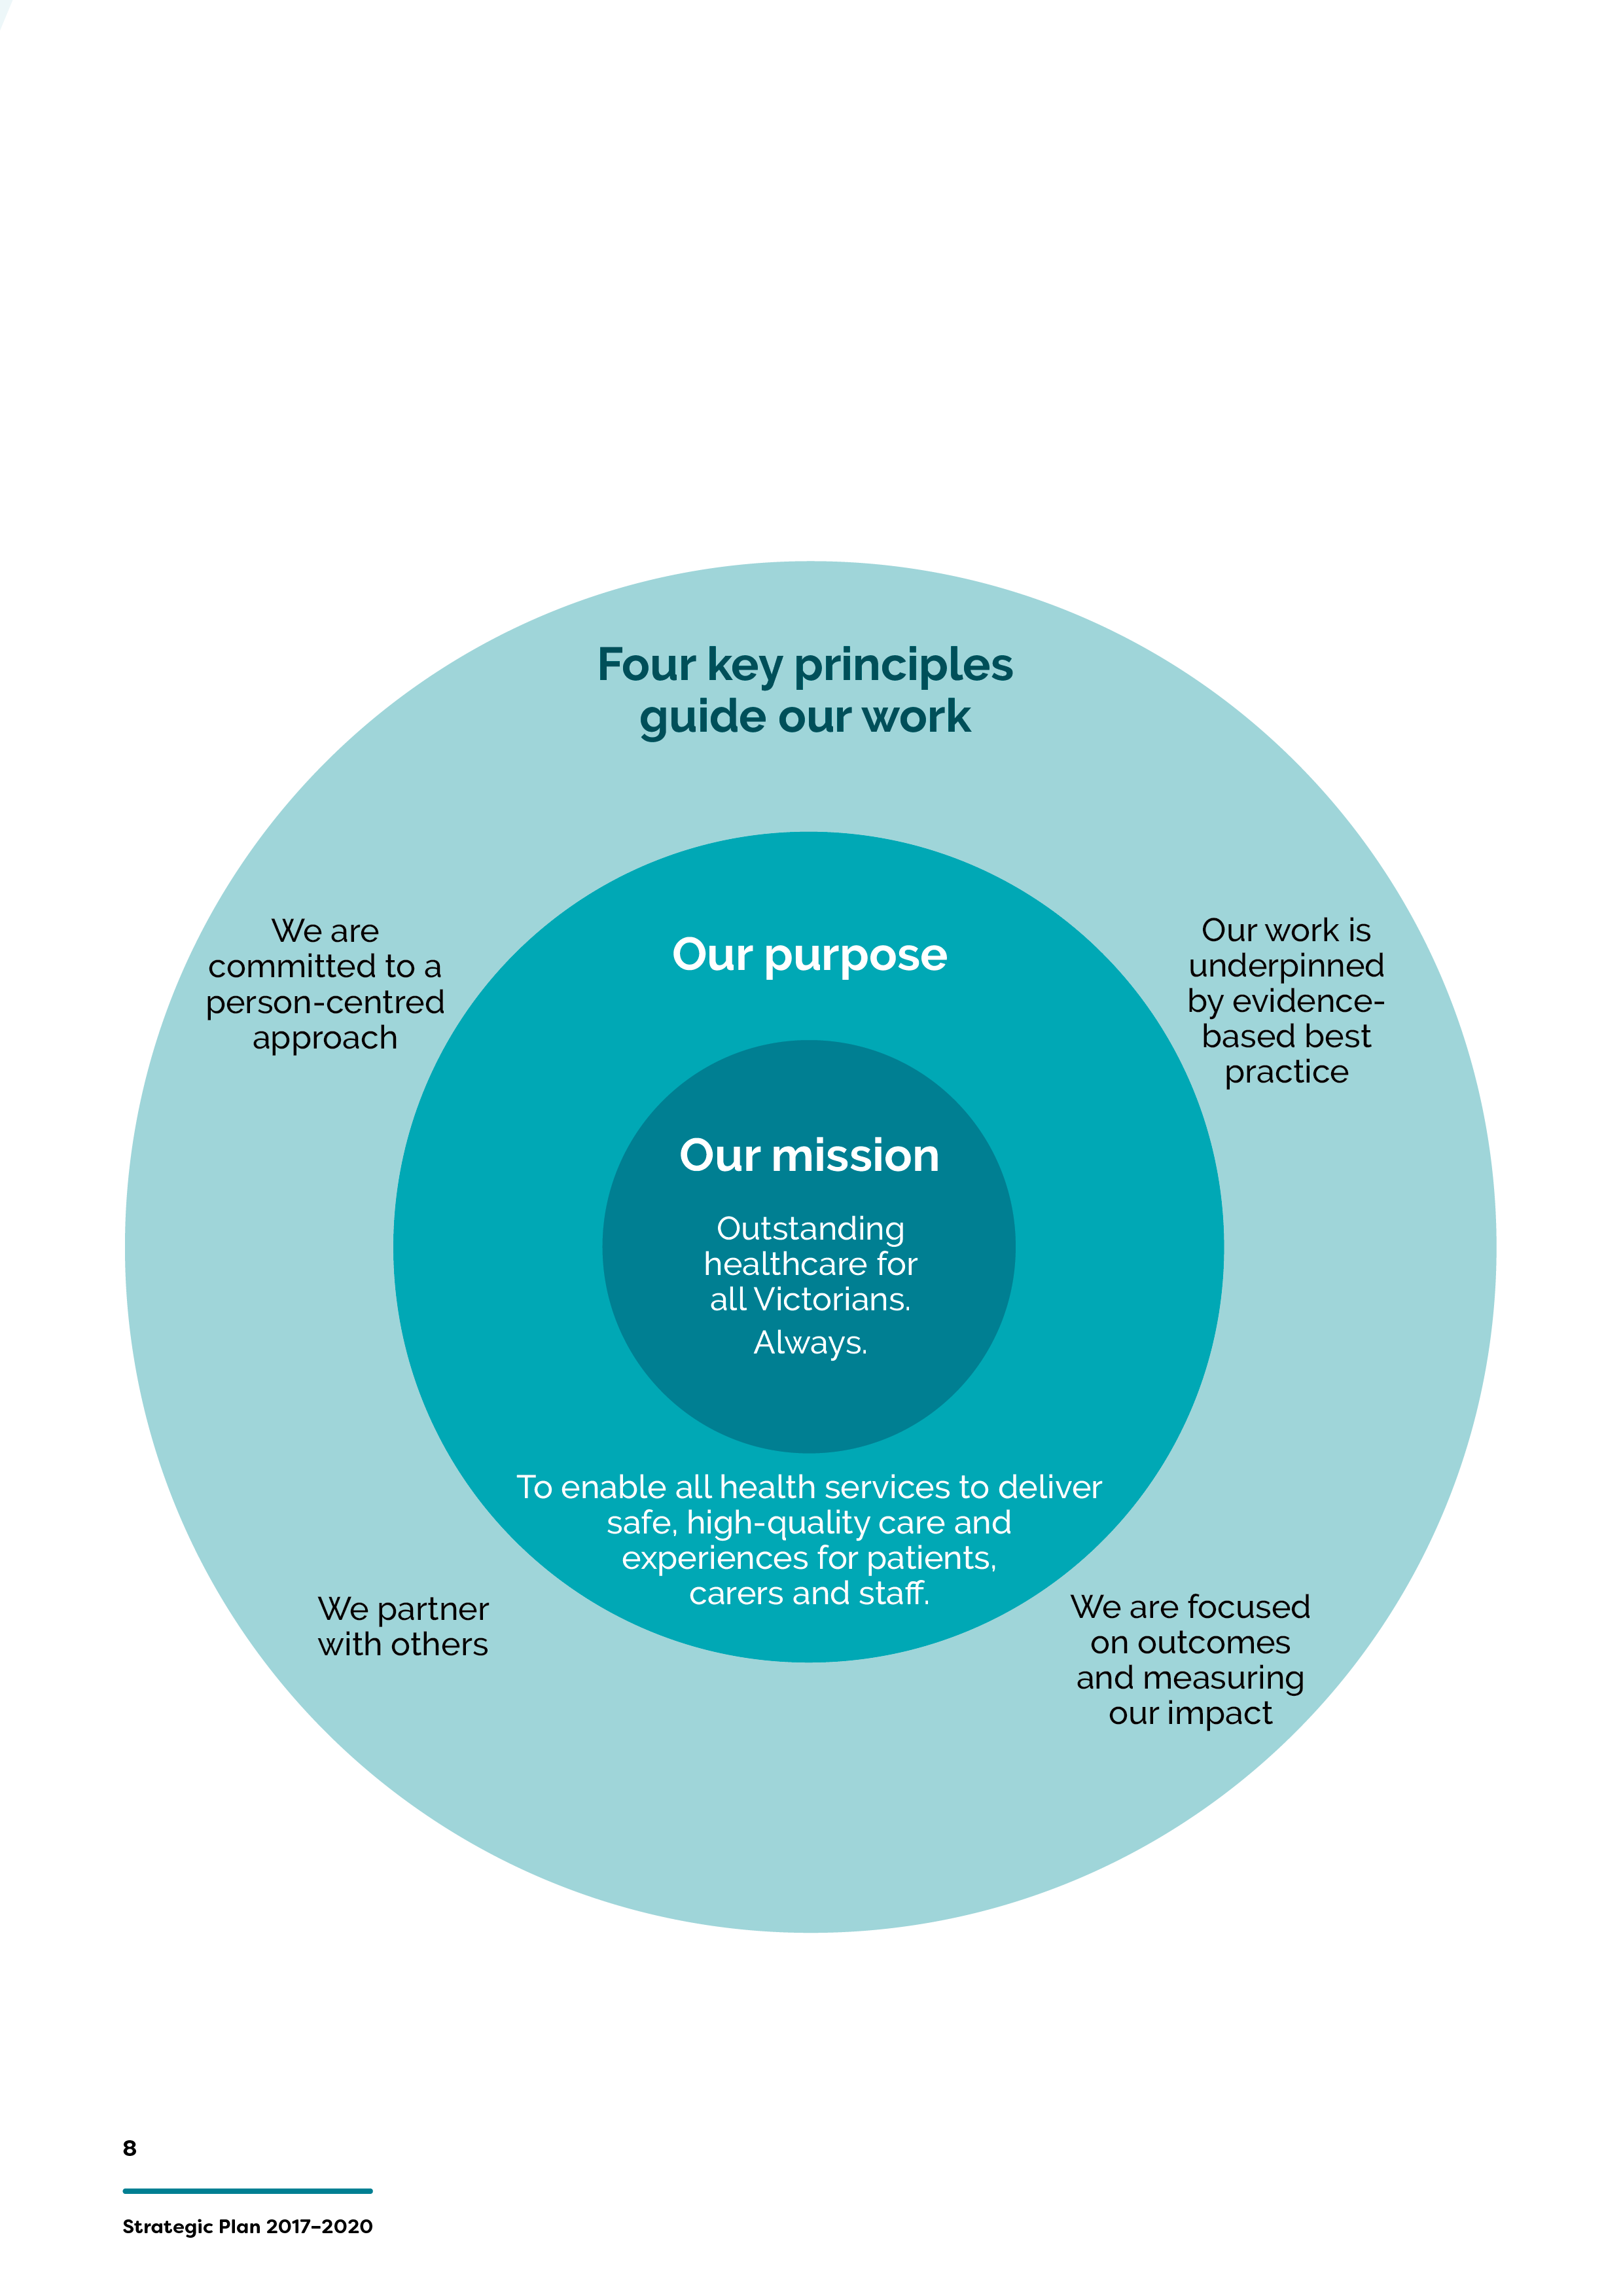 Four key principles
guide our work
We are
committed to a
person-centred
approach
Our work is
underpinned
by evidence-
based best
practice
Our purpose
Our mission
Outstanding
healthcare for
all Victorians.
Always.
To enable all health services to deliver
safe, high-quality care and
experiences for patients,
carers and staff.
We partner
with others
We are focused
on outcomes
and measuring
our impact
8
Strategic Plan 2017–2020